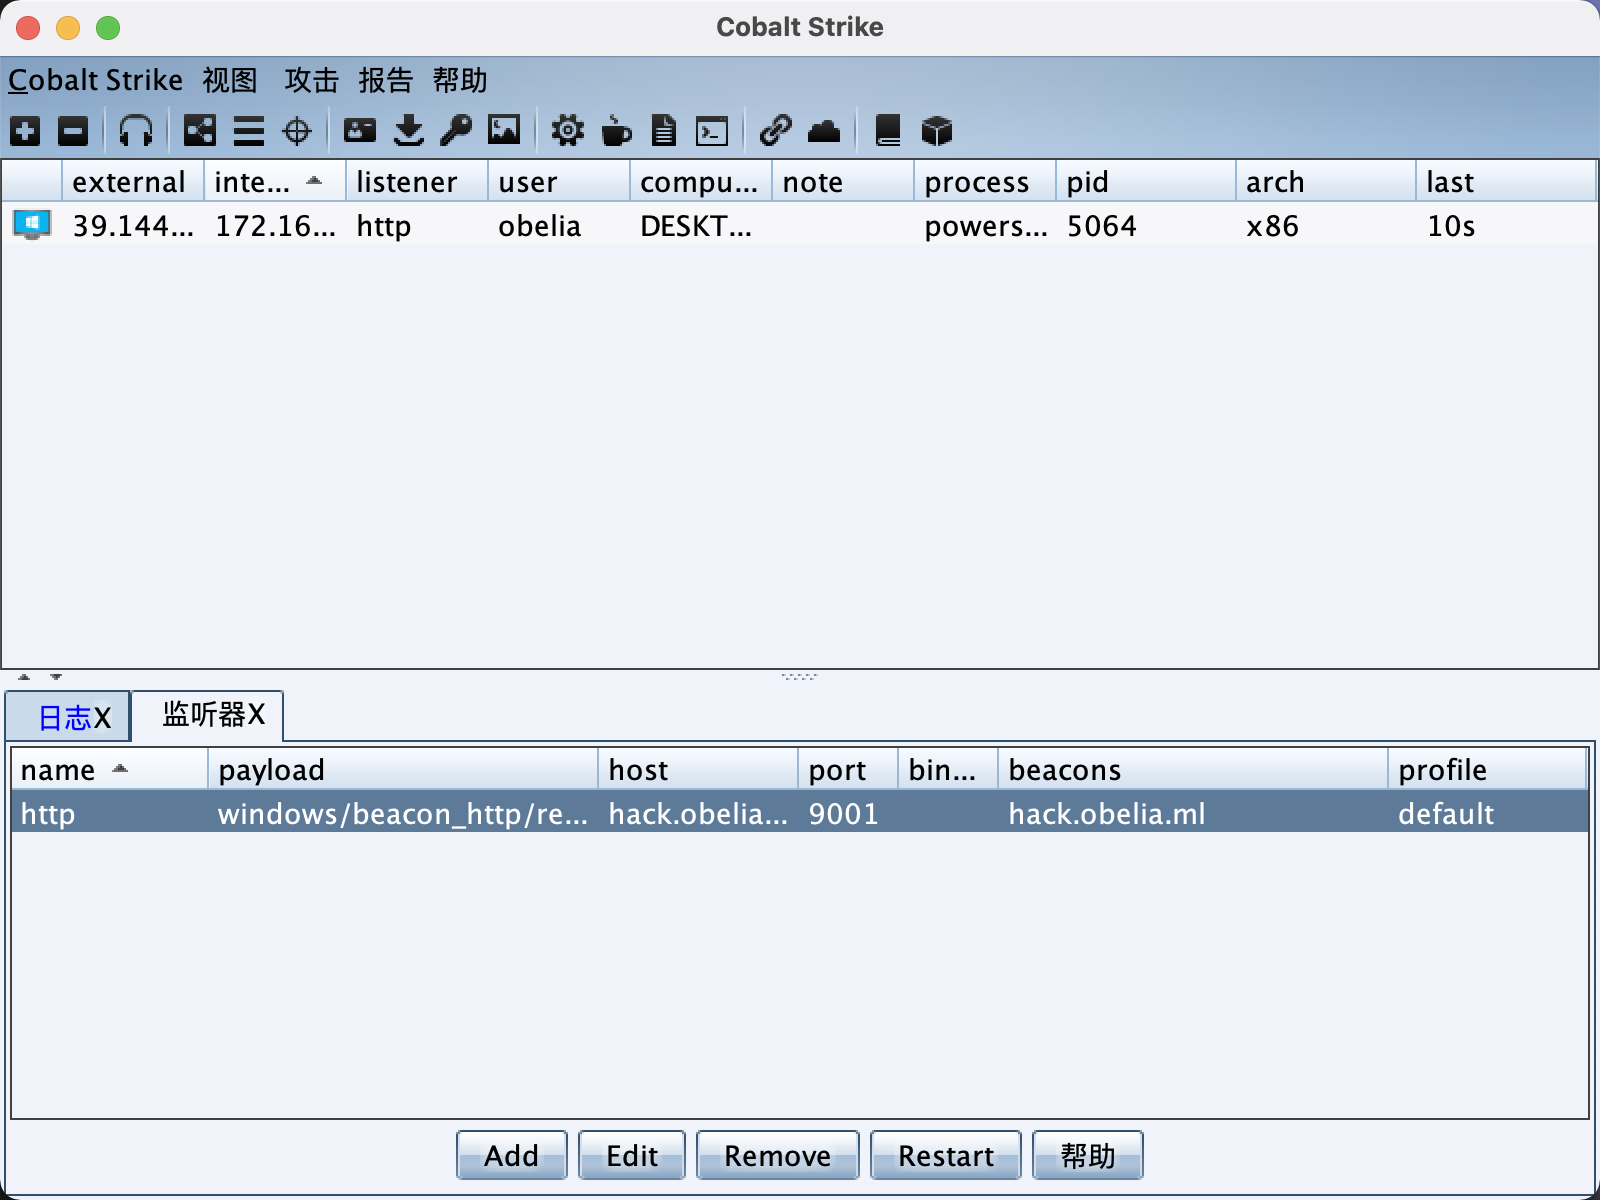 Cobalt Strike
Cobalt Strike 视图 攻击 报告 帮助
external inte... listener user compu... note process pid arch last
39.144... 172.16... http obelia DESKT... powers... 5064 x86 10s
日志X 监听器X
name payload host port bin... beacons profile
http windows/beacon_http/re... hack.obelia... 9001 hack.obelia.ml default
Add Edit Remove Restart 帮助